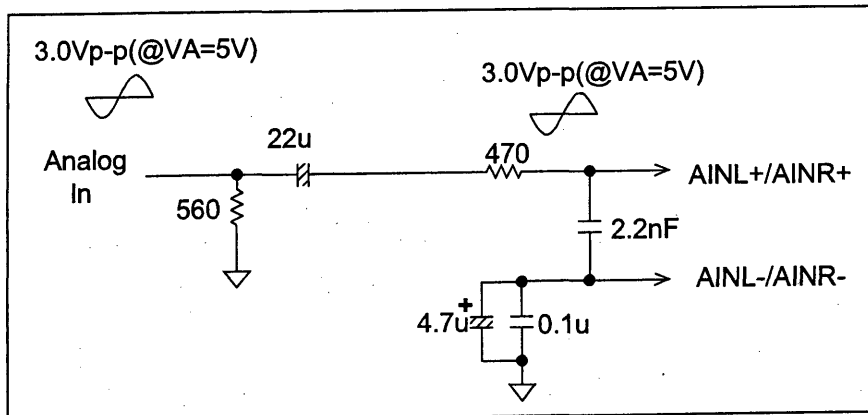 3.0Vp-p(@VA=5V)
3.0Vp-p(@VA=5V)
22u
470
Analog
In
AINL+/AINR+
560
2.2nF
AINL-/AINR-
+
4.7u
0.1u